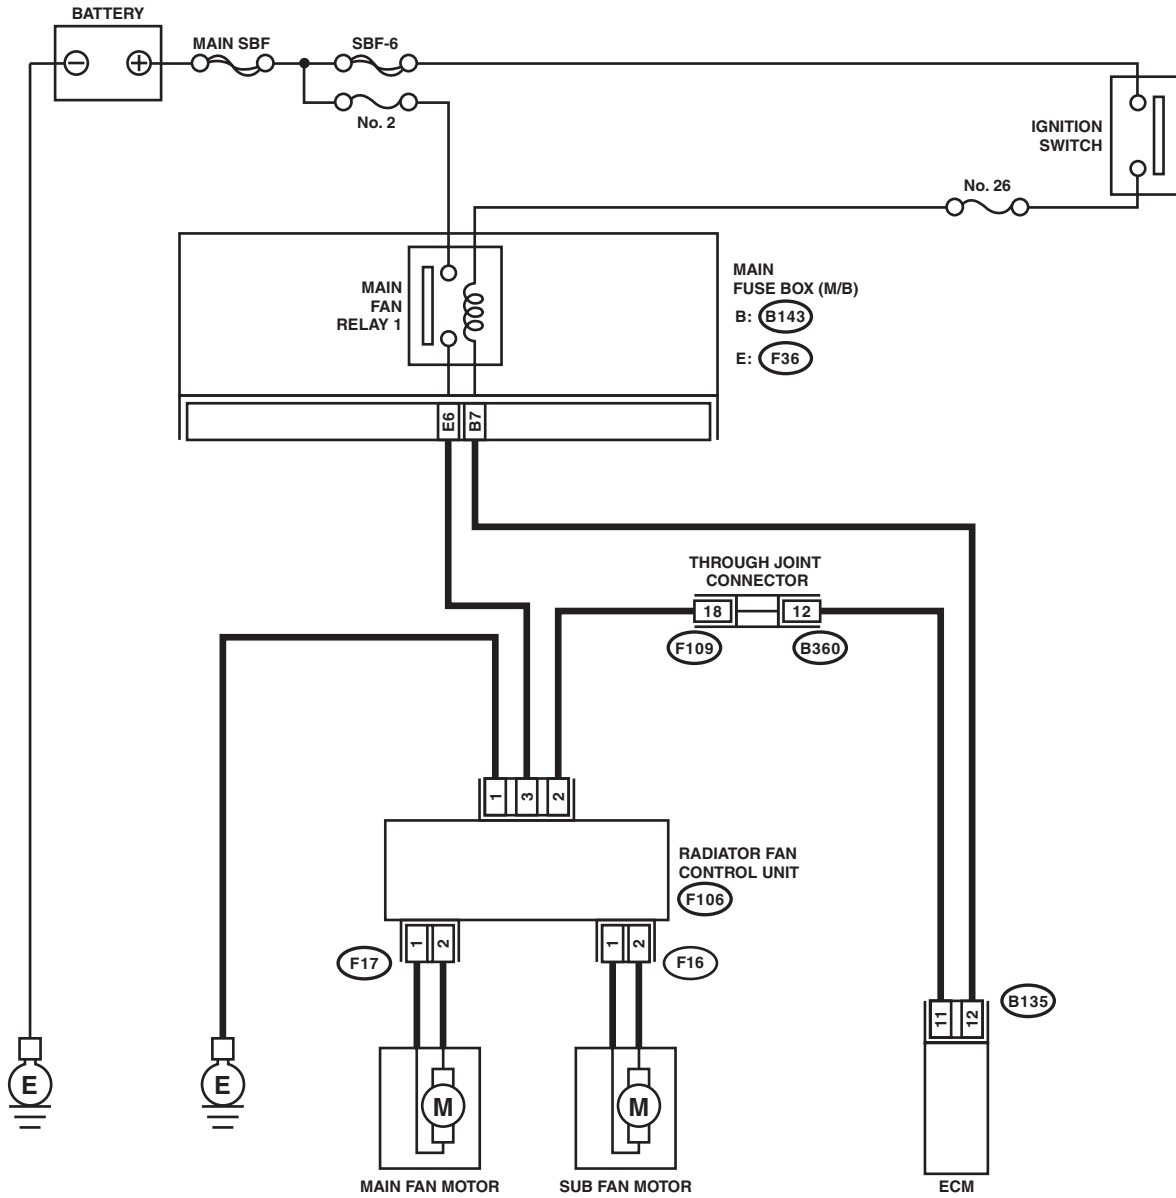 BATTERY
MAIN SBF
SBF-6
No. 2
IGNITION
SWITCH
No. 26
MAIN
FAN
RELAY 1
MAIN
FUSE BOX (M/B)
B: B143
E: F36
E6
B7
THROUGH JOINT
CONNECTOR
18
12
F109
B360
1
3
2
RADIATOR FAN
CONTROL UNIT
F106
1
2
1
2
F17
F16
B135
11
12
E
E
M
M
MAIN FAN MOTOR
SUB FAN MOTOR
ECM